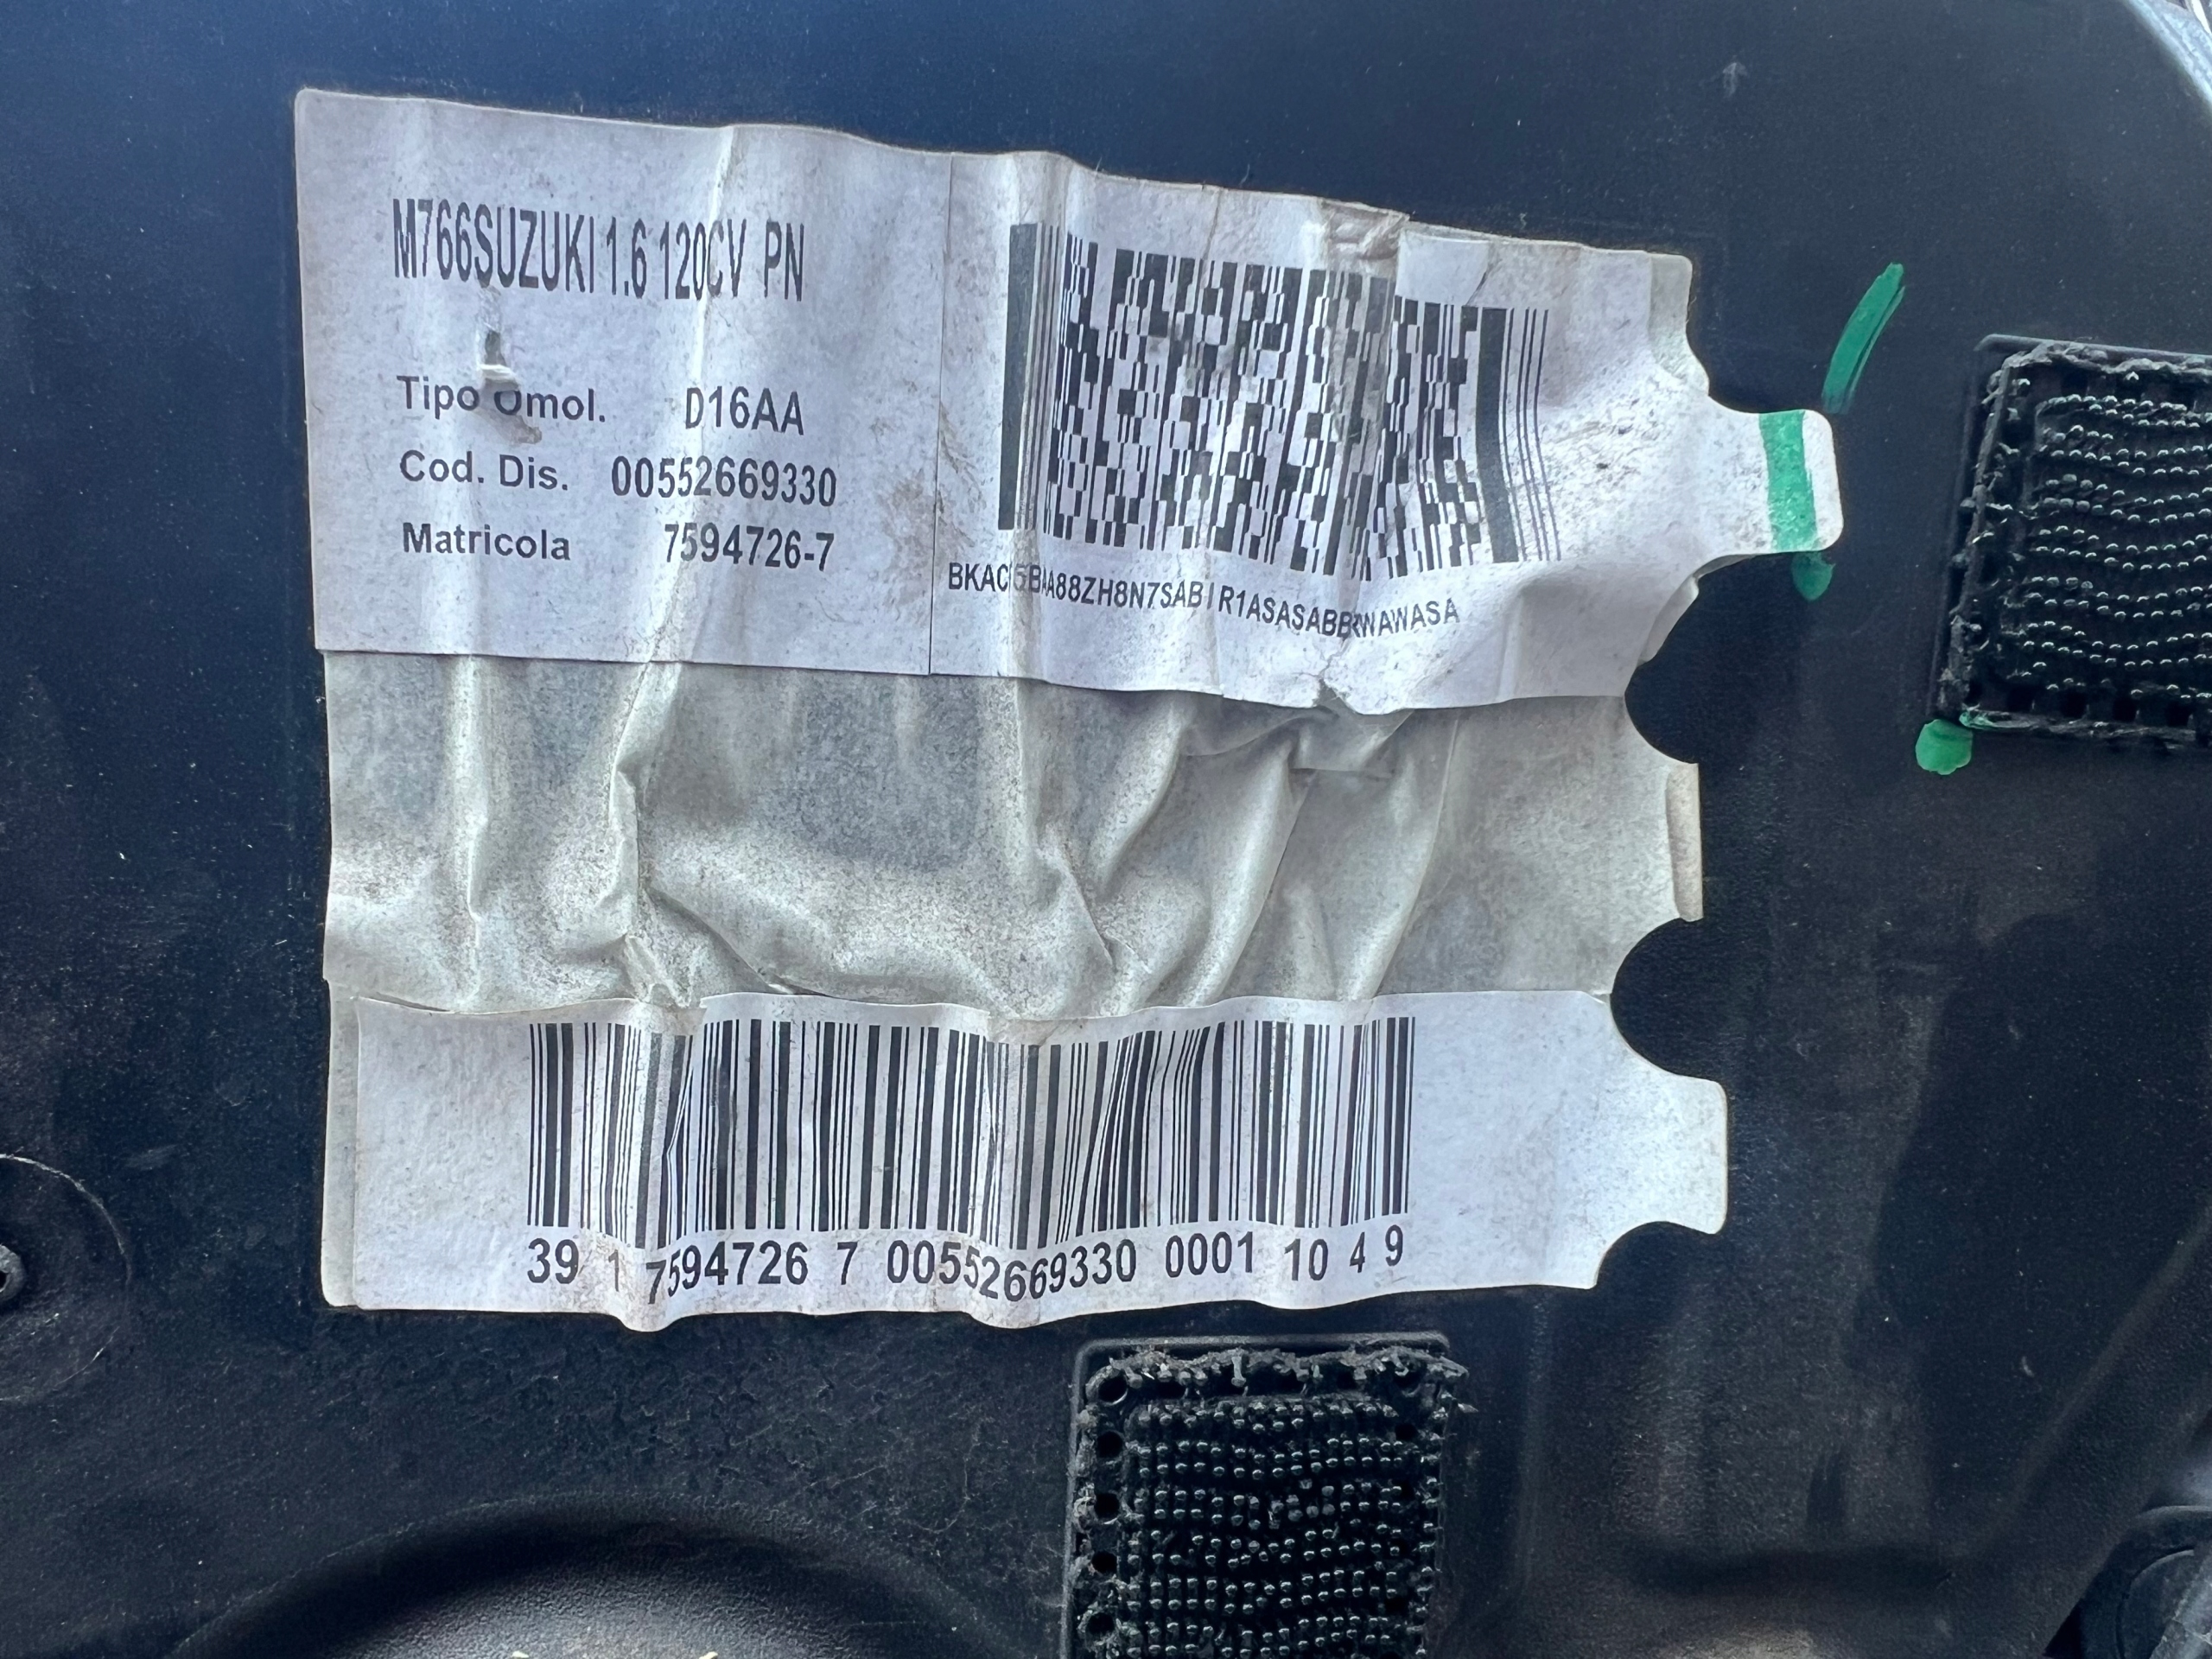 M766SUZUKI 1.6 120CV PN
Tipo Omol. D16AA
Cod. Dis. 00552669330
Matricola 7594726-7
39 1 7594726 7 00552669330 0001 10 4 9